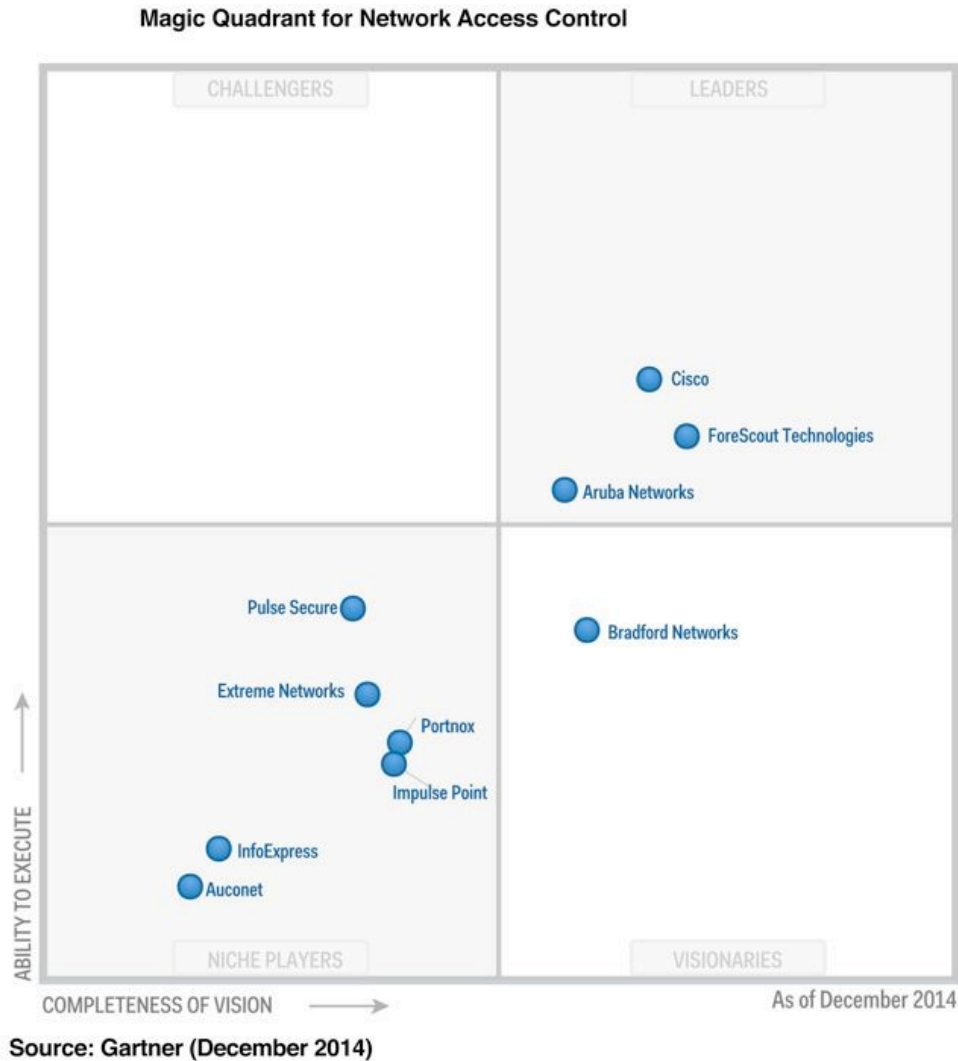 Magic Quadrant for Network Access Control
CHALLENGERS
LEADERS
Cisco
ForeScout Technologies
Aruba Networks
Pulse Secure
Bradford Networks
Extreme Networks
Portnox
Impulse Point
InfoExpress
Auconet
ABILITY TO EXECUTE
NICHE PLAYERS
VISIONARIES
COMPLETENESS OF VISION
As of December 2014
Source: Gartner (December 2014)